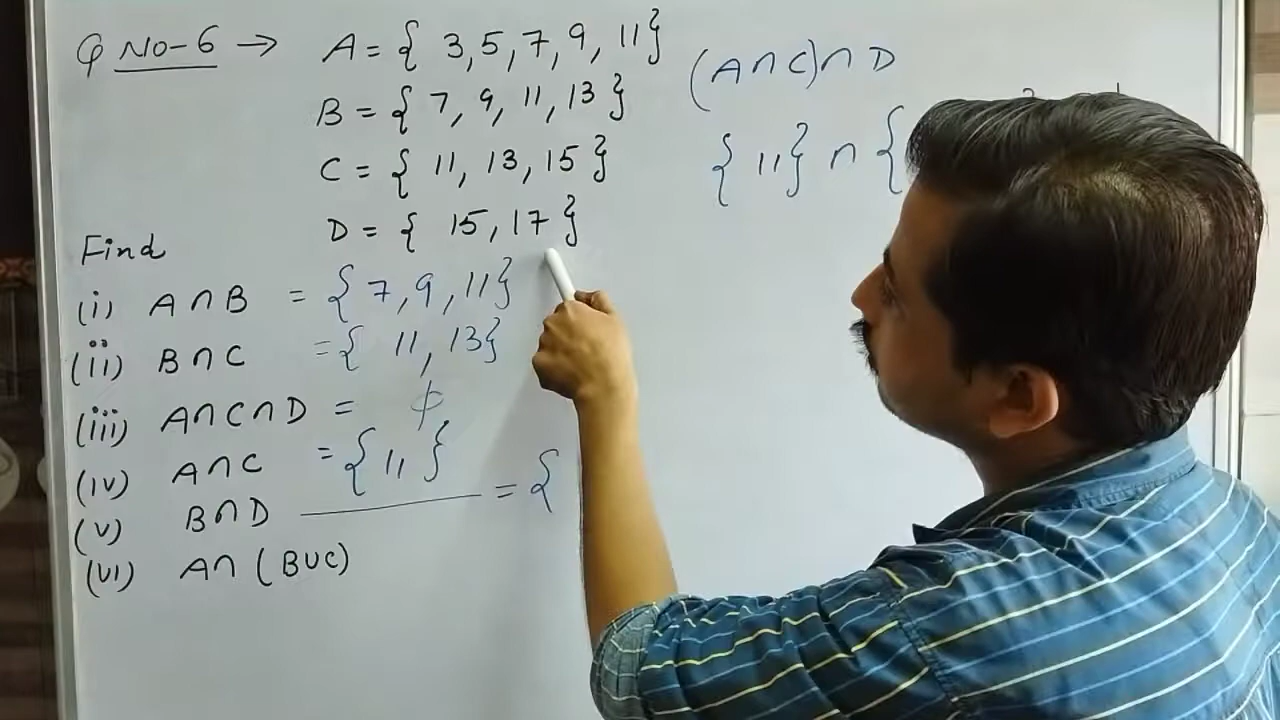 Q No-6 → A = { 3, 5, 7, 9, 11}
B = { 7, 9, 11, 13 }
C = { 11, 13, 15 }
D = { 15, 17 }
Find
(i) A∩B = { 7, 9, 11}
(ii) B∩C = { 11, 13}
(iii) A∩C∩D = ϕ
(iv) A∩C = { 11 }
(v) B∩D = {
(vi) A∩ (B∪C)
(A∩C)∩D
{ 11} ∩ {